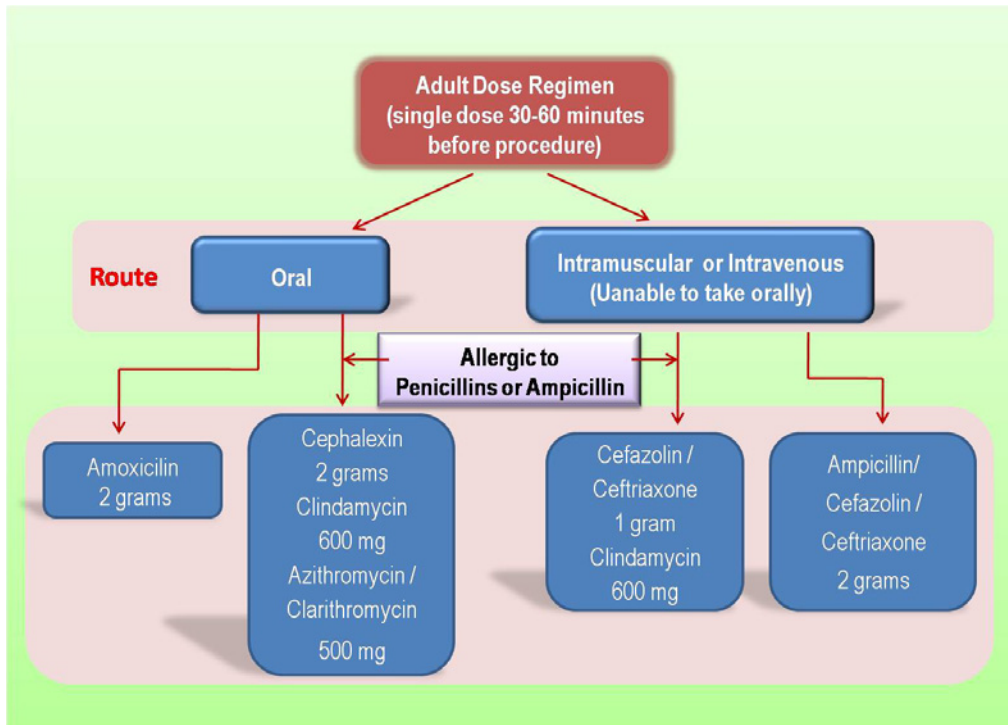 Adult Dose Regimen
(single dose 30-60 minutes
before procedure)
Route
Oral
Intramuscular or Intravenous
(Uanable to take orally)
Allergic to
Penicillins or Ampicillin
Amoxicilin
2 grams
Cephalexin
2 grams
Clindamycin
600 mg
Azithromycin /
Clarithromycin
500 mg
Cefazolin /
Ceftriaxone
1 gram
Clindamycin
600 mg
Ampicillin/
Cefazolin /
Ceftriaxone
2 grams